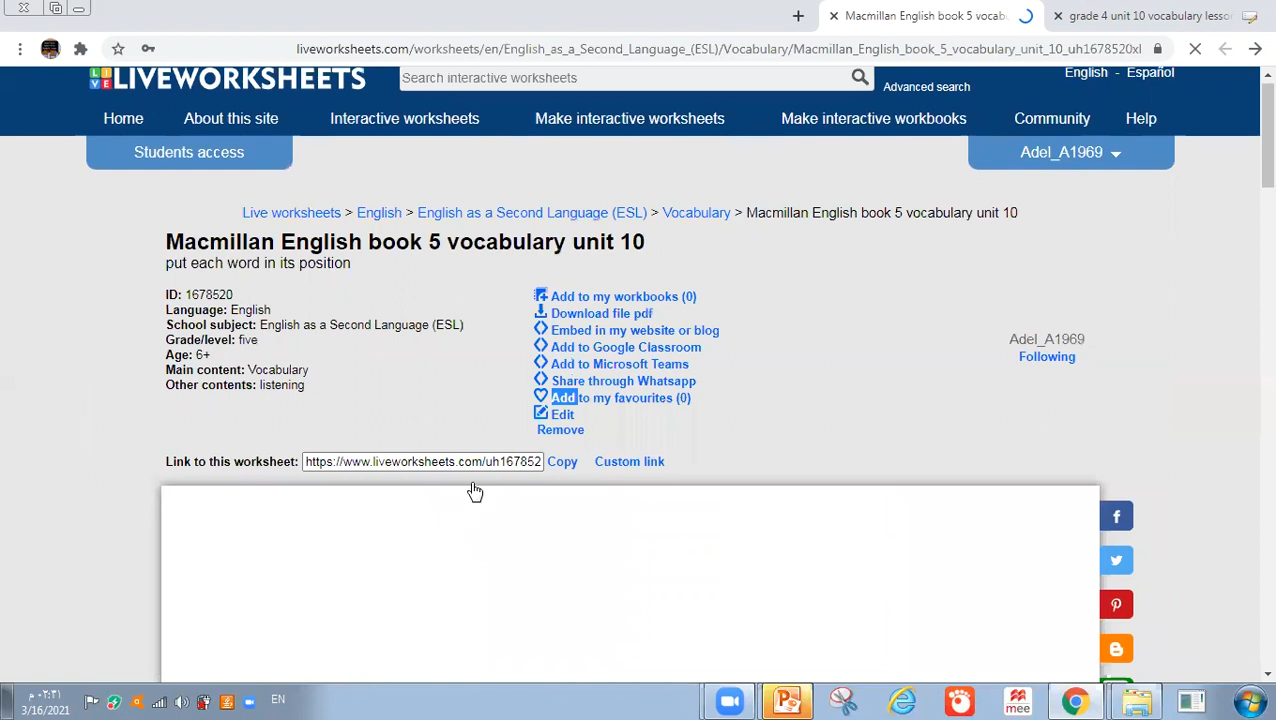 Macmillan English book 5 vocab
grade 4 unit 10 vocabulary lesso
liveworksheets.com/worksheets/en/English_as_a_Second_Language_(ESL)/Vocabulary/Macmillan_English_book_5_vocabulary_unit_10_uh1678520xl
LIVEWORKSHEETS
Search interactive worksheets
Advanced search
English - Español
Home
About this site
Interactive worksheets
Make interactive worksheets
Make interactive workbooks
Community
Help
Students access
Adel_A1969
Live worksheets > English > English as a Second Language (ESL) > Vocabulary > Macmillan English book 5 vocabulary unit 10
Macmillan English book 5 vocabulary unit 10
put each word in its position
ID: 1678520
Language: English
School subject: English as a Second Language (ESL)
Grade/level: five
Age: 6+
Main content: Vocabulary
Other contents: listening
Add to my workbooks (0)
Download file pdf
Embed in my website or blog
Add to Google Classroom
Add to Microsoft Teams
Share through Whatsapp
Add to my favourites (0)
Edit
Remove
Adel_A1969
Following
Link to this worksheet: https://www.liveworksheets.com/uh167852 Copy Custom link
٠٢:٣١ م
3/16/2021
EN
mee